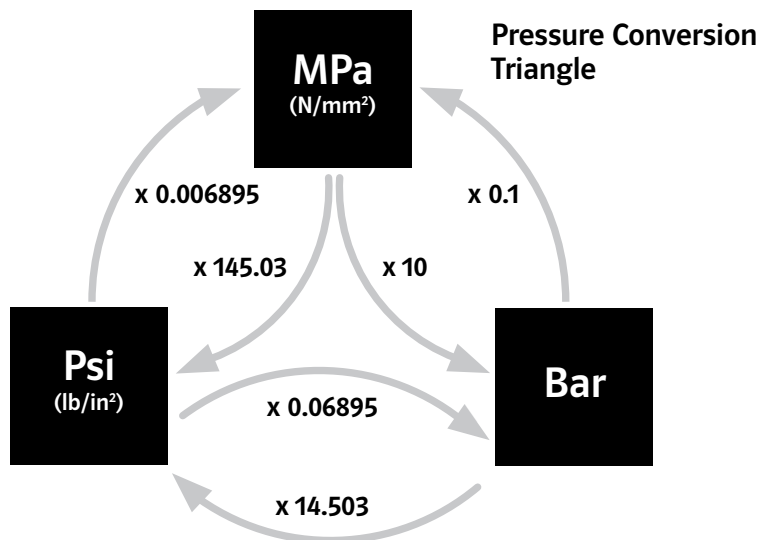 Pressure Conversion
Triangle
MPa
(N/mm²)
x 0.006895
x 0.1
x 145.03
x 10
Psi
(lb/in²)
Bar
x 0.06895
x 14.503